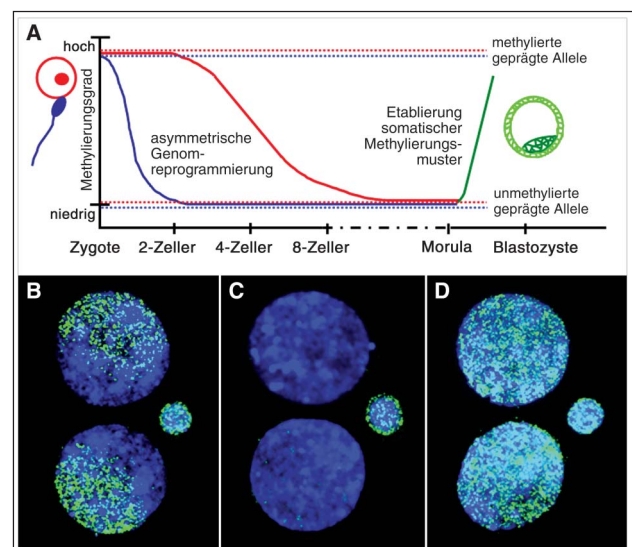 A
hoch
methylierte
geprägte Allele
Methylierungsgrad
asymmetrische
Genom-
reprogrammierung
Etablierung
somatischer
Methylierungs-
muster
unmethylierte
geprägte Allele
niedrig
Zygote 2-Zeller 4-Zeller 8-Zeller Morula Blastozyste
B C D